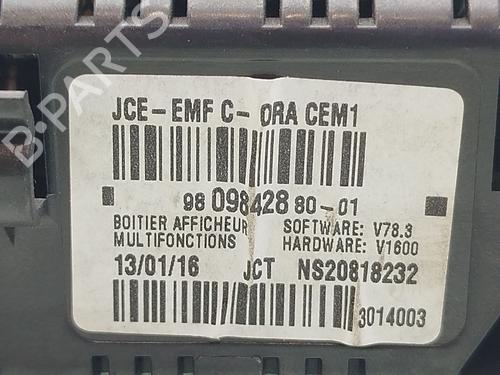 JCE-EMF C- ORA CEM1
98 098428 80-01
BOITIER AFFICHEUR SOFTWARE: V78.3
MULTIFONCTIONS HARDWARE: V1600
13/01/16 JCT NS20818232
3014003
B-PARTS